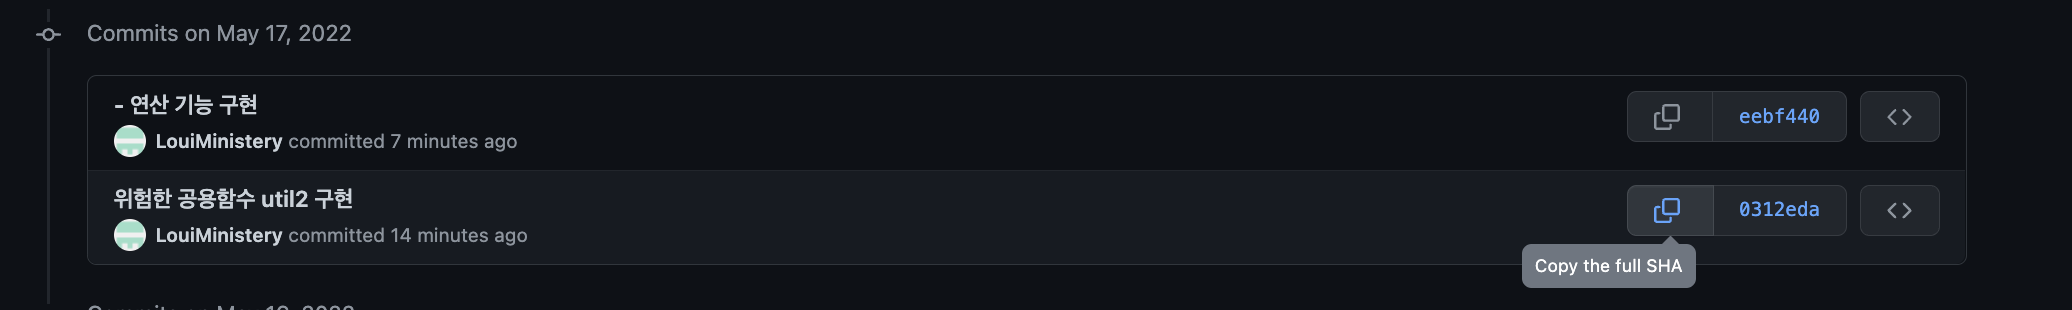 Commits on May 17, 2022
- 연산 기능 구현
eebf440
LouiMinistery committed 7 minutes ago
위험한 공용함수 util2 구현
0312eda
LouiMinistery committed 14 minutes ago
Copy the full SHA